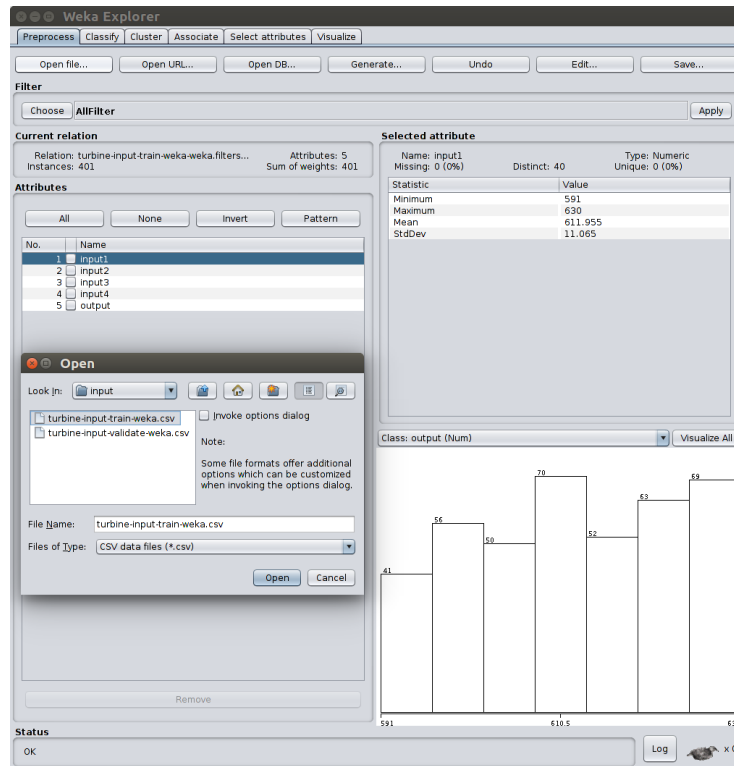 Weka Explorer
Preprocess Classify Cluster Associate Select attributes Visualize
Open file... Open URL... Open DB... Generate... Undo Edit... Save...
Filter
Choose AllFilter Apply
Current relation
Relation: turbine-input-train-weka-weka.filters... Attributes: 5
Instances: 401 Sum of weights: 401
Attributes
All None Invert Pattern
No. Name
1 input1
2 input2
3 input3
4 input4
5 output
Remove
Selected attribute
Name: input1 Type: Numeric
Missing: 0 (0%) Distinct: 40 Unique: 0 (0%)
Statistic Value
Minimum 591
Maximum 630
Mean 611.955
StdDev 11.065
Class: output (Num) Visualize All
41 56 50 70 52 63 69
591 610.5
Open
Look In: input
turbine-input-train-weka.csv
turbine-input-validate-weka.csv
Invoke options dialog
Note:
Some file formats offer additional
options which can be customized
when invoking the options dialog.
File Name: turbine-input-train-weka.csv
Files of Type: CSV data files (*.csv)
Open Cancel
Status
OK
Log x